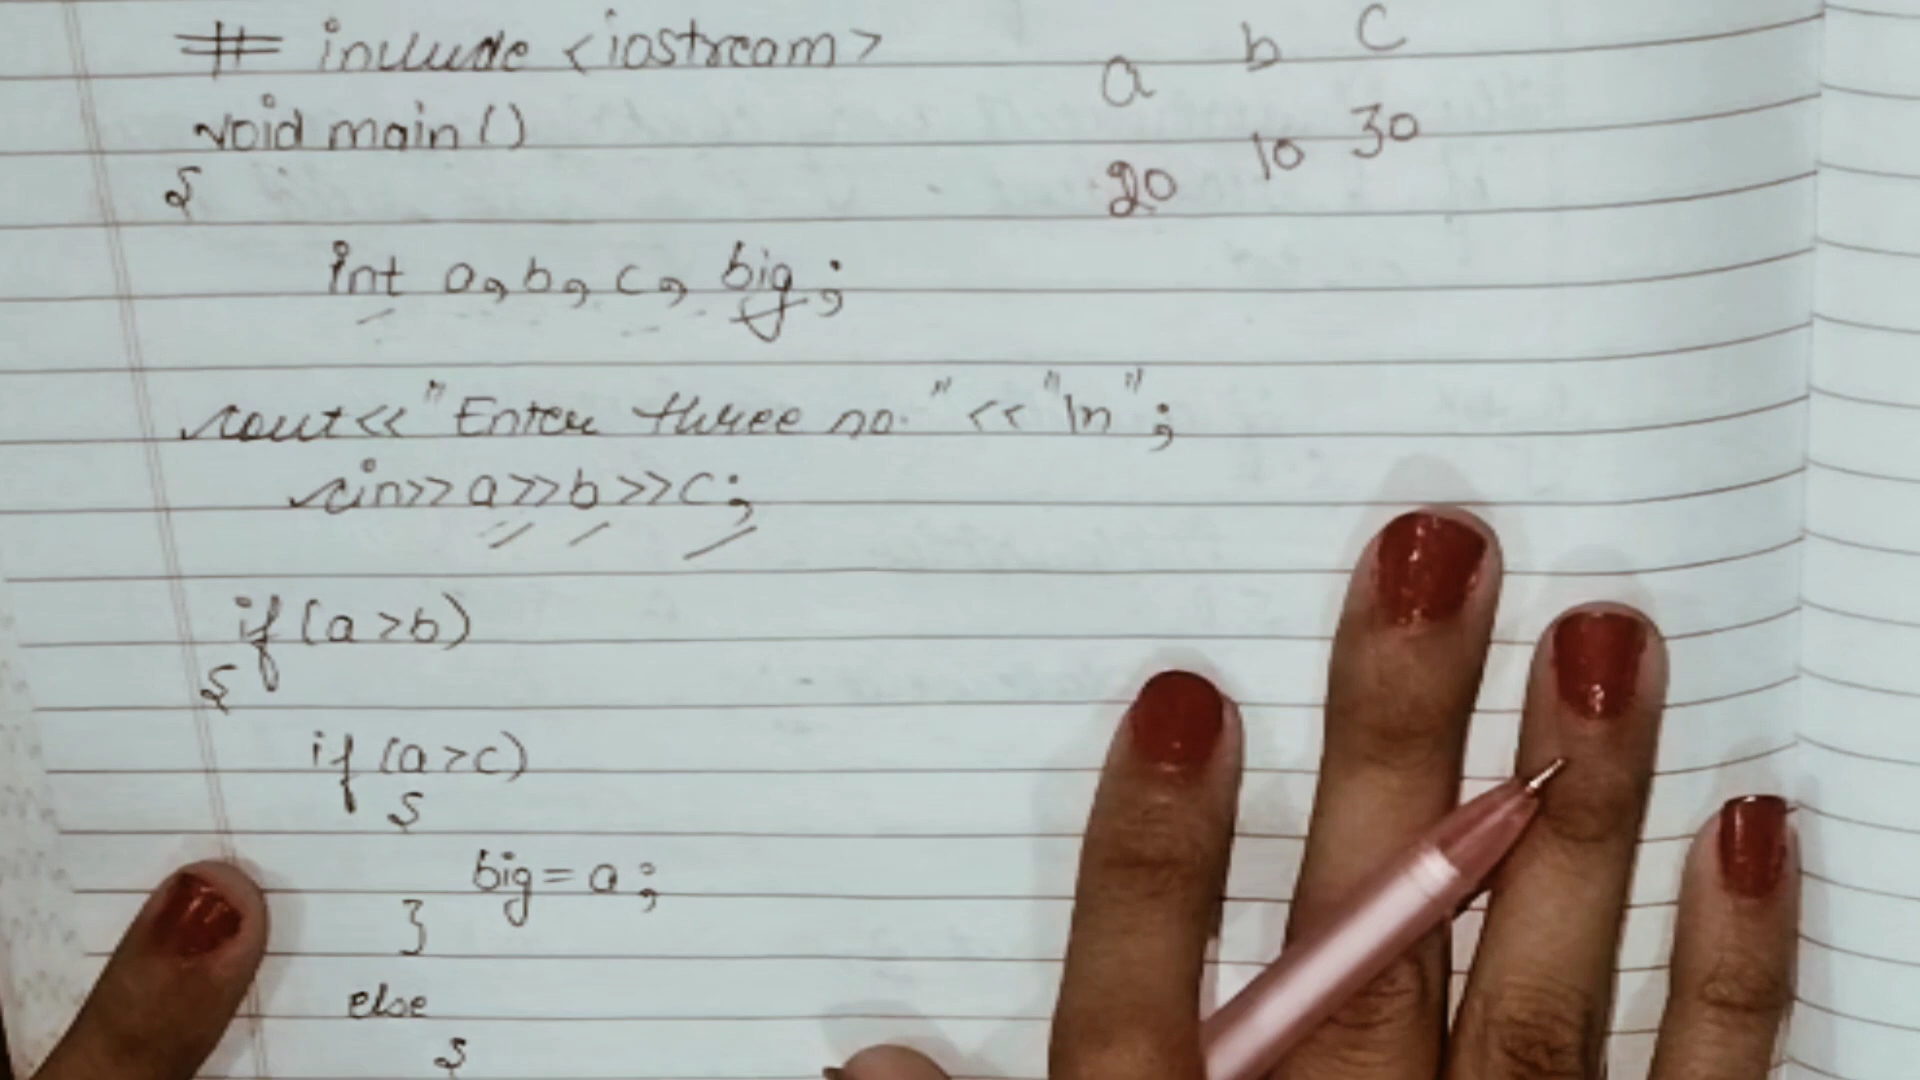 # include <iostream>
void main()
{
int a, b, c, big;
cout<<"Enter three no."<<"\n";
cin>>a>>b>>c;
if (a>b)
{
if (a>c)
{
big = a;
}
else
{
a b c
20 10 30